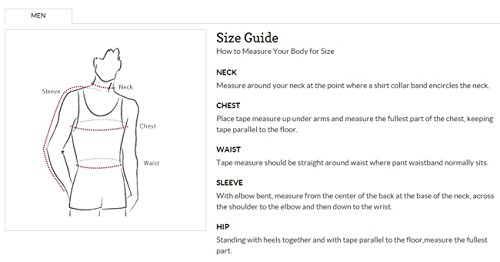 MEN
Size Guide
How to Measure Your Body for Size
Sleeve
Neck
Chest
Waist
NECK
Measure around your neck at the point where a shirt collar band encircles the neck.
CHEST
Place tape measure up under arms and measure the fullest part of the chest, keeping
tape parallel to the floor.
WAIST
Tape measure should be straight around waist where pant waistband normally sits.
SLEEVE
With elbow bent, measure from the center of the back at the base of the neck, across
the shoulder to the elbow and then down to the wrist.
HIP
Standing with heels together and with tape parallel to the floor,measure the fullest
part.